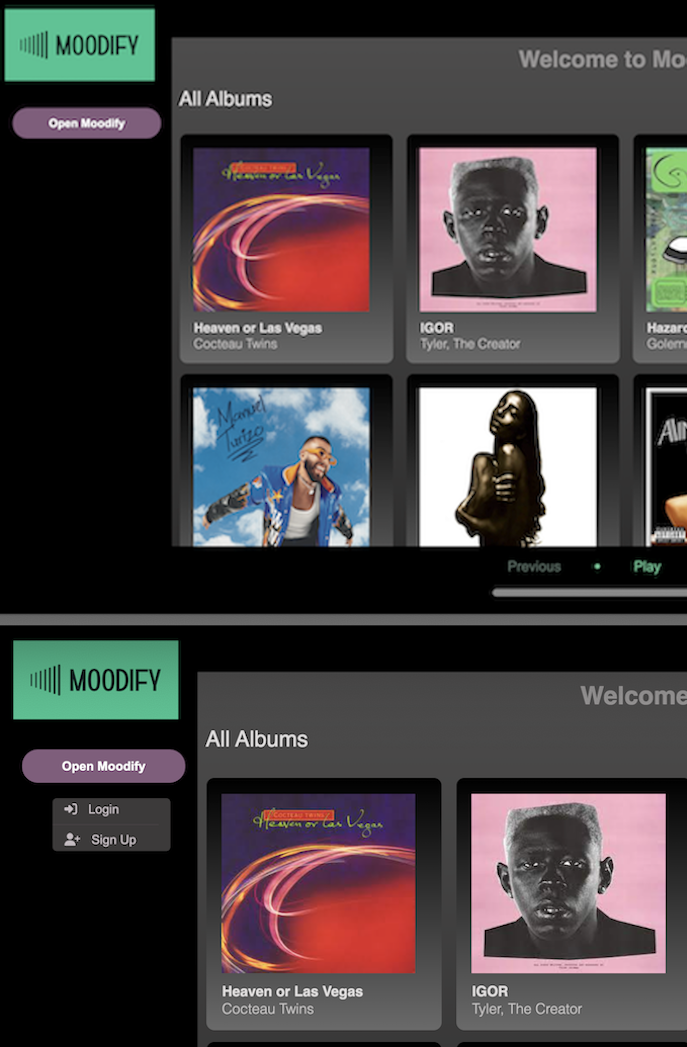 MOODIFY
Welcome to Mo
Open Moodify
All Albums
COCTEAU TWINS
Heaven or Las Vegas
Heaven or Las Vegas
Cocteau Twins
IGOR
Tyler, The Creator
Hazard
Golem
Manuel
Turizo
Previous
Play
MOODIFY
Welcome
All Albums
Open Moodify
Login
Sign Up
COCTEAU TWINS
Heaven or Las Vegas
Heaven or Las Vegas
Cocteau Twins
IGOR
Tyler, The Creator